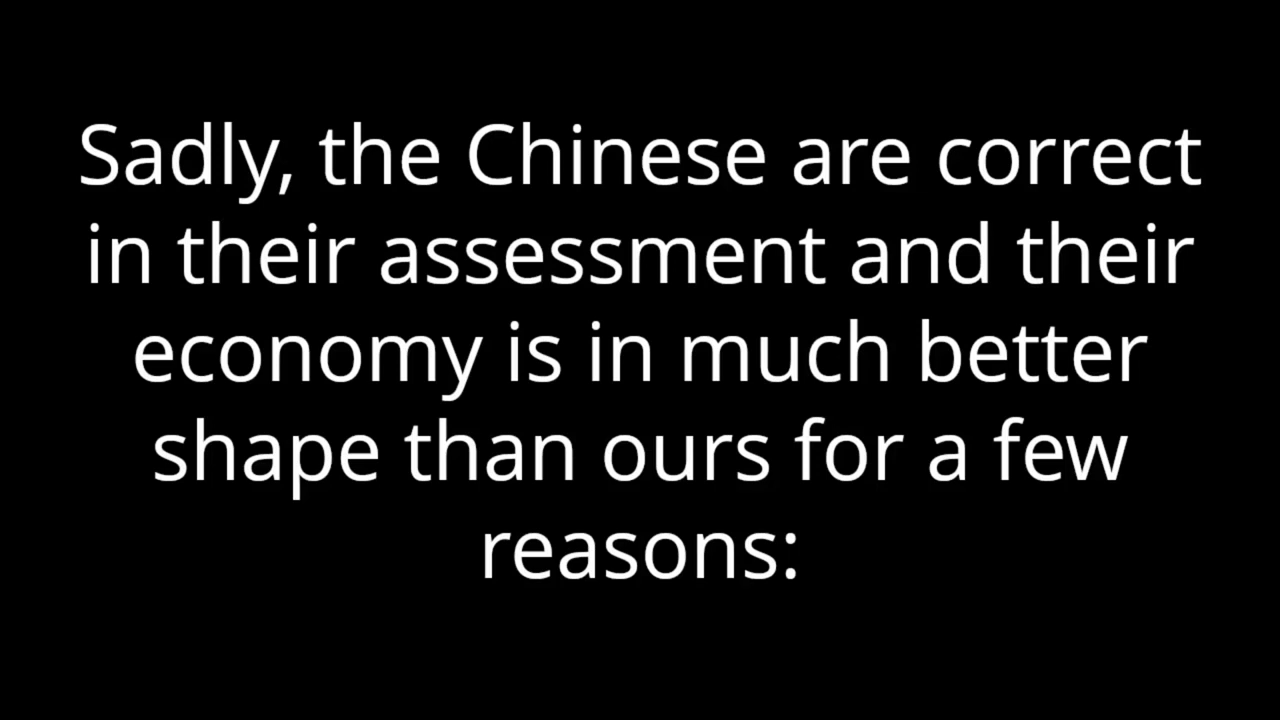 Sadly, the Chinese are correct
in their assessment and their
economy is in much better
shape than ours for a few
reasons: